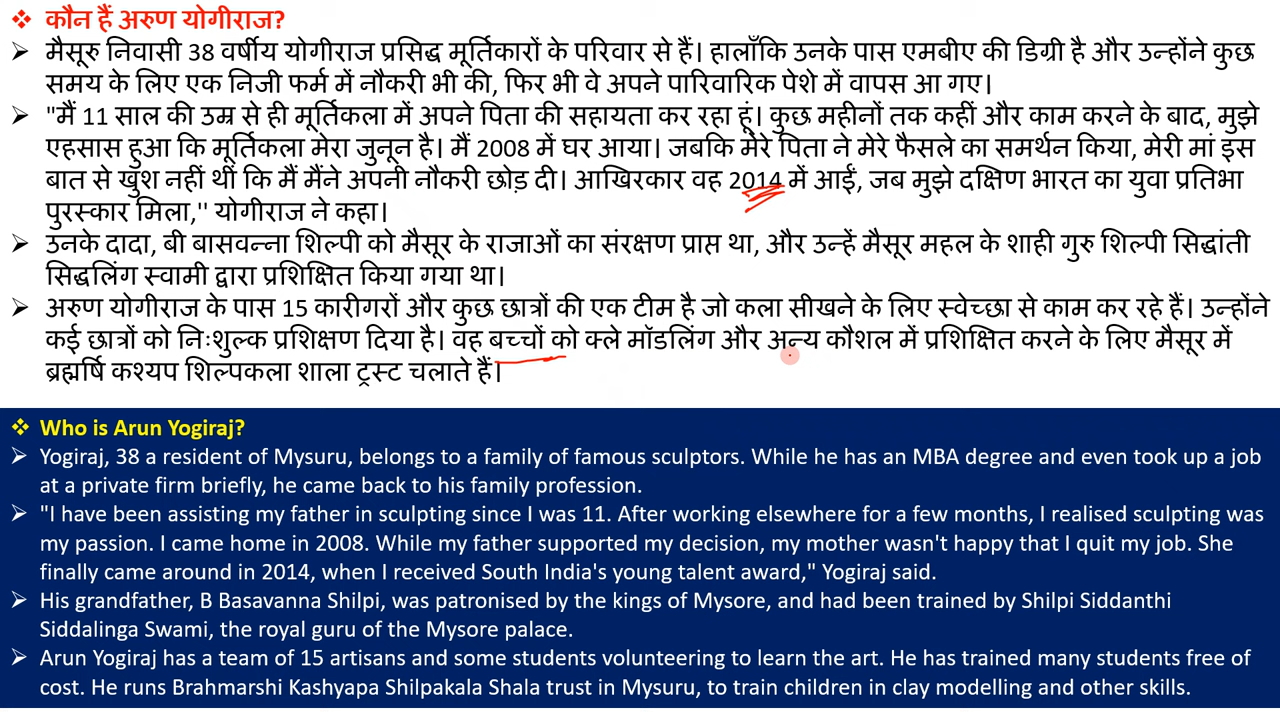 ❖ कौन हैं अरुण योगीराज?
➢ मैसूरु निवासी 38 वर्षीय योगीराज प्रसिद्ध मूर्तिकारों के परिवार से हैं। हालाँकि उनके पास एमबीए की डिग्री है और उन्होंने कुछ
समय के लिए एक निजी फर्म में नौकरी भी की, फिर भी वे अपने पारिवारिक पेशे में वापस आ गए।
➢ "मैं 11 साल की उम्र से ही मूर्तिकला में अपने पिता की सहायता कर रहा हूं। कुछ महीनों तक कहीं और काम करने के बाद, मुझे
एहसास हुआ कि मूर्तिकला मेरा जुनून है। मैं 2008 में घर आया। जबकि मेरे पिता ने मेरे फैसले का समर्थन किया, मेरी मां इस
बात से खुश नहीं थीं कि मैं मैंने अपनी नौकरी छोड़ दी। आखिरकार वह 2014 में आईं, जब मुझे दक्षिण भारत का युवा प्रतिभा
पुरस्कार मिला," योगीराज ने कहा।
➢ उनके दादा, बी बासवन्ना शिल्पी को मैसूर के राजाओं का संरक्षण प्राप्त था, और उन्हें मैसूर महल के शाही गुरु शिल्पी सिद्धांती
सिद्धलिंग स्वामी द्वारा प्रशिक्षित किया गया था।
➢ अरुण योगीराज के पास 15 कारीगरों और कुछ छात्रों की एक टीम है जो कला सीखने के लिए स्वेच्छा से काम कर रहे हैं। उन्होंने
कई छात्रों को निःशुल्क प्रशिक्षण दिया है। वह बच्चों को क्ले मॉडलिंग और अन्य कौशल में प्रशिक्षित करने के लिए मैसूर में
ब्रह्मर्षि कश्यप शिल्पकला शाला ट्रस्ट चलाते हैं।
❖ Who is Arun Yogiraj?
➢ Yogiraj, 38 a resident of Mysuru, belongs to a family of famous sculptors. While he has an MBA degree and even took up a job
at a private firm briefly, he came back to his family profession.
➢ "I have been assisting my father in sculpting since I was 11. After working elsewhere for a few months, I realised sculpting was
my passion. I came home in 2008. While my father supported my decision, my mother wasn't happy that I quit my job. She
finally came around in 2014, when I received South India's young talent award," Yogiraj said.
➢ His grandfather, B Basavanna Shilpi, was patronised by the kings of Mysore, and had been trained by Shilpi Siddanthi
Siddalinga Swami, the royal guru of the Mysore palace.
➢ Arun Yogiraj has a team of 15 artisans and some students volunteering to learn the art. He has trained many students free of
cost. He runs Brahmarshi Kashyapa Shilpakala Shala trust in Mysuru, to train children in clay modelling and other skills.